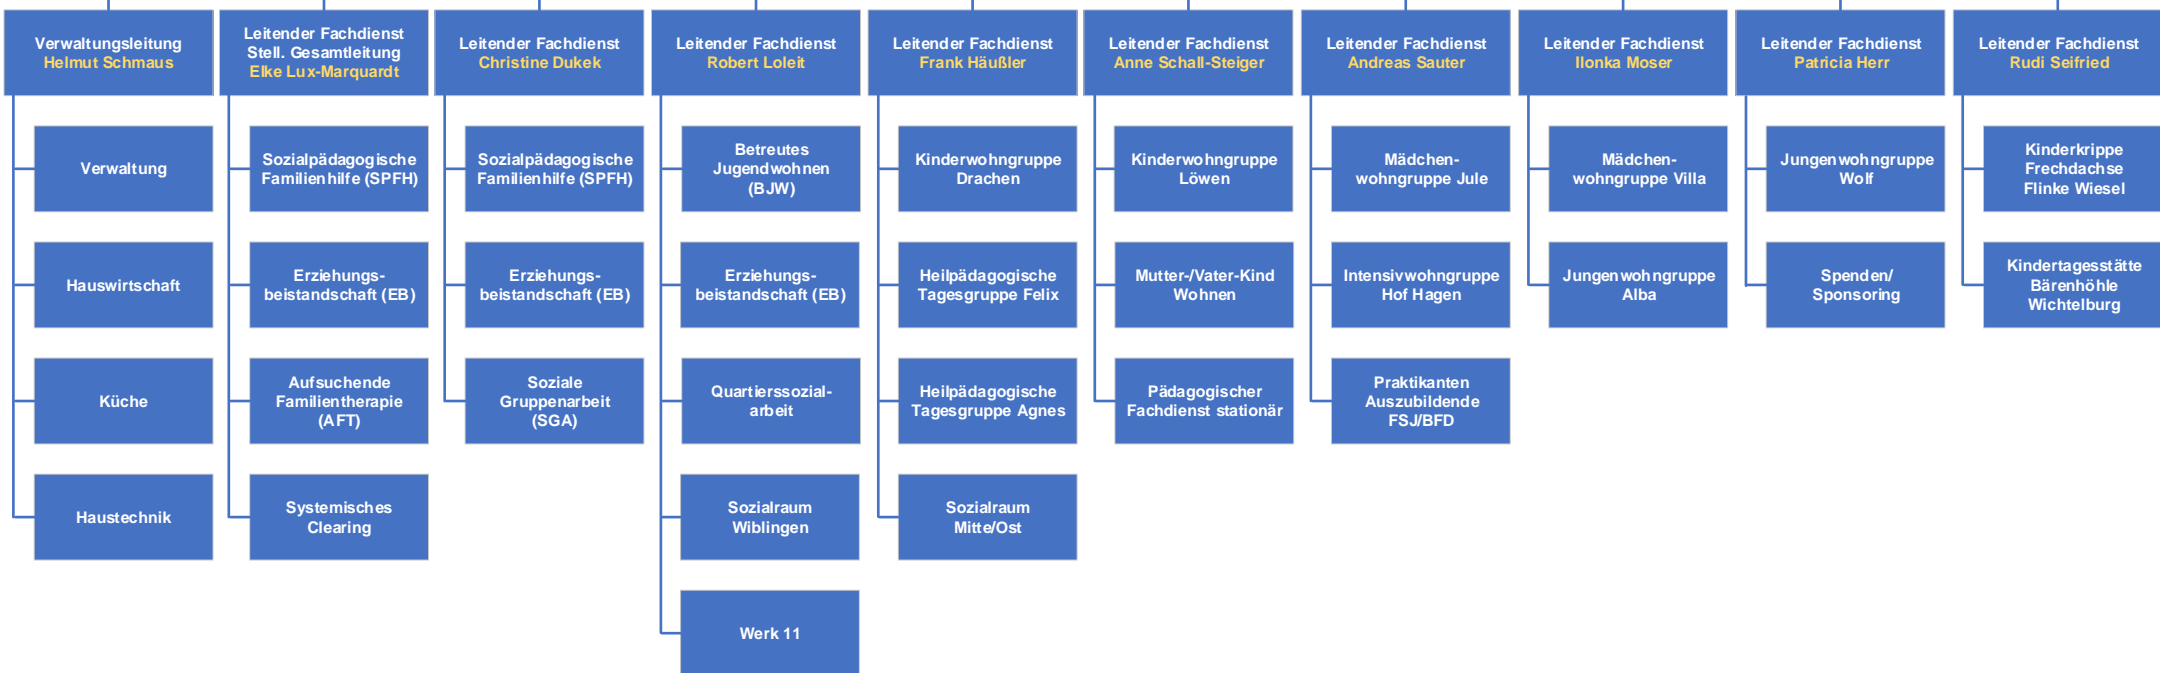 Verwaltungsleitung
Helmut Schmaus
Verwaltung
Hauswirtschaft
Küche
Haustechnik
Leitender Fachdienst
Stell. Gesamtleitung
Elke Lux-Marquardt
Sozialpädagogische
Familienhilfe (SPFH)
Erziehungs-
beistandschaft (EB)
Aufsuchende
Familientherapie
(AFT)
Systemisches
Clearing
Leitender Fachdienst
Christine Dukek
Sozialpädagogische
Familienhilfe (SPFH)
Erziehungs-
beistandschaft (EB)
Soziale
Gruppenarbeit
(SGA)
Leitender Fachdienst
Robert Loleit
Betreutes
Jugendwohnen
(BJW)
Erziehungs-
beistandschaft (EB)
Quartierssozial-
arbeit
Sozialraum
Wiblingen
Werk 11
Leitender Fachdienst
Frank Häußler
Kinderwohngruppe
Drachen
Heilpädagogische
Tagesgruppe Felix
Heilpädagogische
Tagesgruppe Agnes
Sozialraum
Mitte/Ost
Leitender Fachdienst
Anne Schall-Steiger
Kinderwohngruppe
Löwen
Mutter-/Vater-Kind
Wohnen
Pädagogischer
Fachdienst stationär
Leitender Fachdienst
Andreas Sauter
Mädchen-
wohngruppe Jule
Intensivwohngruppe
Hof Hagen
Praktikanten
Auszubildende
FSJ/BFD
Leitender Fachdienst
Ilonka Moser
Mädchen-
wohngruppe Villa
Jungenwohngruppe
Alba
Leitender Fachdienst
Patricia Herr
Jungenwohngruppe
Wolf
Spenden/
Sponsoring
Leitender Fachdienst
Rudi Seifried
Kinderkrippe
Frechdachse
Flinke Wiesel
Kindertagesstätte
Bärenhöhle
Wichtelburg